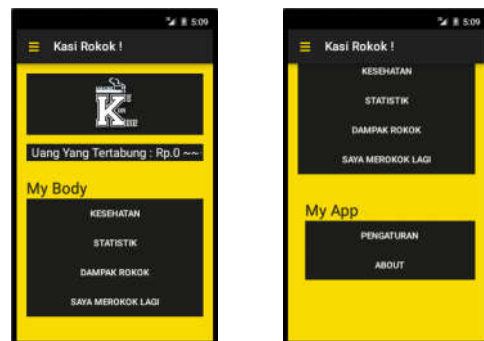 5:09
Kasi Rokok !
K
Uang Yang Tertabung : Rp.0 ~~
My Body
KESEHATAN
STATISTIK
DAMPAK ROKOK
SAYA MEROKOK LAGI
5:09
Kasi Rokok !
KESEHATAN
STATISTIK
DAMPAK ROKOK
SAYA MEROKOK LAGI
My App
PENGATURAN
ABOUT